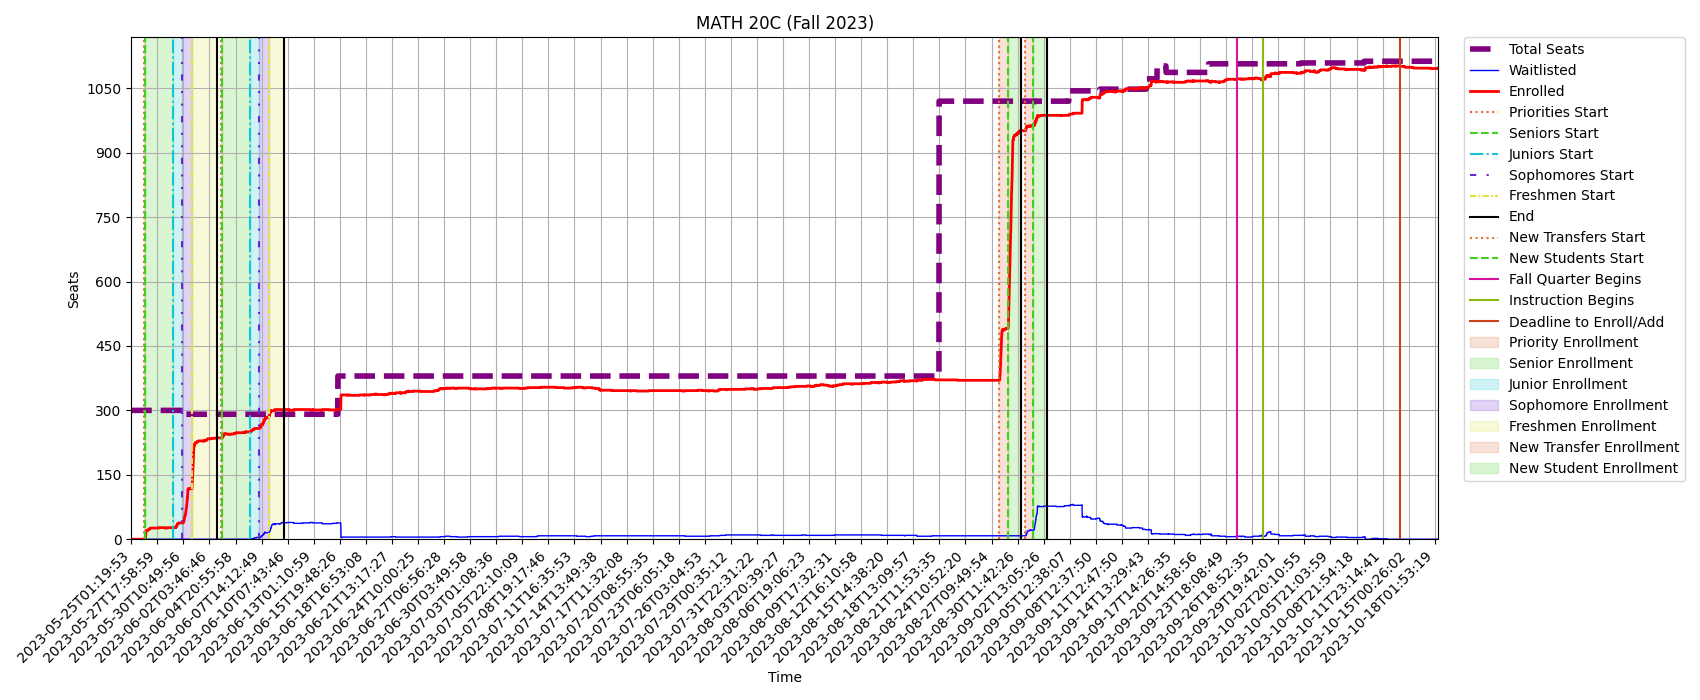 MATH 20C (Fall 2023)
Seats
1050
900
750
600
450
300
150
0
2023-05-25T01:19:53
2023-05-27T17:58:59
2023-05-30T10:49:56
2023-06-02T03:46:46
2023-06-04T20:55:58
2023-06-07T14:12:49
2023-06-10T07:43:46
2023-06-13T01:10:59
2023-06-15T19:48:26
2023-06-18T16:53:08
2023-06-21T13:17:27
2023-06-24T10:00:25
2023-06-27T06:56:28
2023-06-30T03:49:58
2023-07-03T01:08:36
2023-07-05T22:10:09
2023-07-08T19:17:46
2023-07-11T16:35:53
2023-07-14T13:49:38
2023-07-17T11:32:08
2023-07-20T08:55:35
2023-07-23T06:05:18
2023-07-26T03:04:53
2023-07-29T00:35:12
2023-07-31T22:31:22
2023-08-03T20:39:27
2023-08-06T19:06:23
2023-08-09T17:32:31
2023-08-12T16:10:58
2023-08-15T14:38:20
2023-08-18T13:09:57
2023-08-21T11:53:35
2023-08-24T10:52:20
2023-08-27T09:49:54
2023-08-30T11:42:26
2023-09-02T13:05:26
2023-09-05T12:38:07
2023-09-08T12:37:50
2023-09-11T12:47:50
2023-09-14T13:29:43
2023-09-17T14:26:35
2023-09-20T14:58:56
2023-09-23T18:08:49
2023-09-26T18:52:35
2023-09-29T19:42:01
2023-10-02T20:10:55
2023-10-05T21:03:59
2023-10-08T21:54:18
2023-10-11T23:14:41
2023-10-15T00:26:02
2023-10-18T01:53:19
Time
Total Seats
Waitlisted
Enrolled
Priorities Start
Seniors Start
Juniors Start
Sophomores Start
Freshmen Start
End
New Transfers Start
New Students Start
Fall Quarter Begins
Instruction Begins
Deadline to Enroll/Add
Priority Enrollment
Senior Enrollment
Junior Enrollment
Sophomore Enrollment
Freshmen Enrollment
New Transfer Enrollment
New Student Enrollment